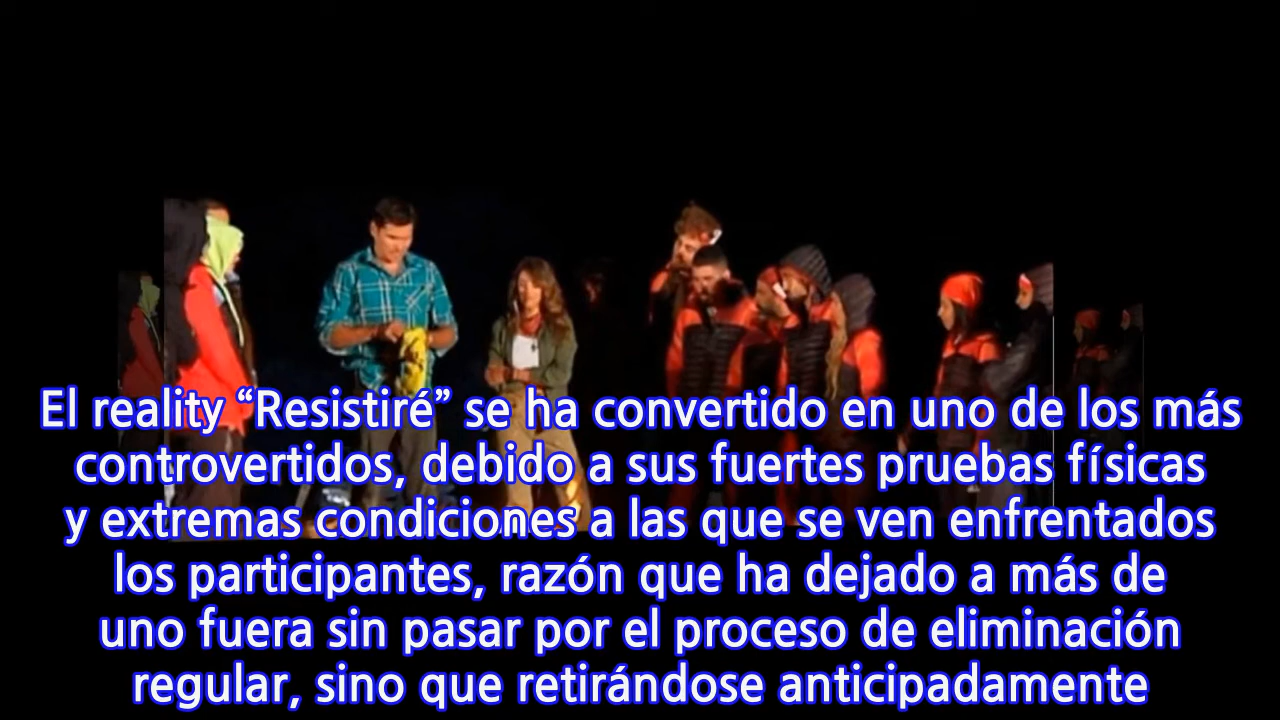 El reality “Resistiré” se ha convertido en uno de los más
controvertidos, debido a sus fuertes pruebas físicas
y extremas condiciones a las que se ven enfrentados
los participantes, razón que ha dejado a más de
uno fuera sin pasar por el proceso de eliminación
regular, sino que retirándose anticipadamente